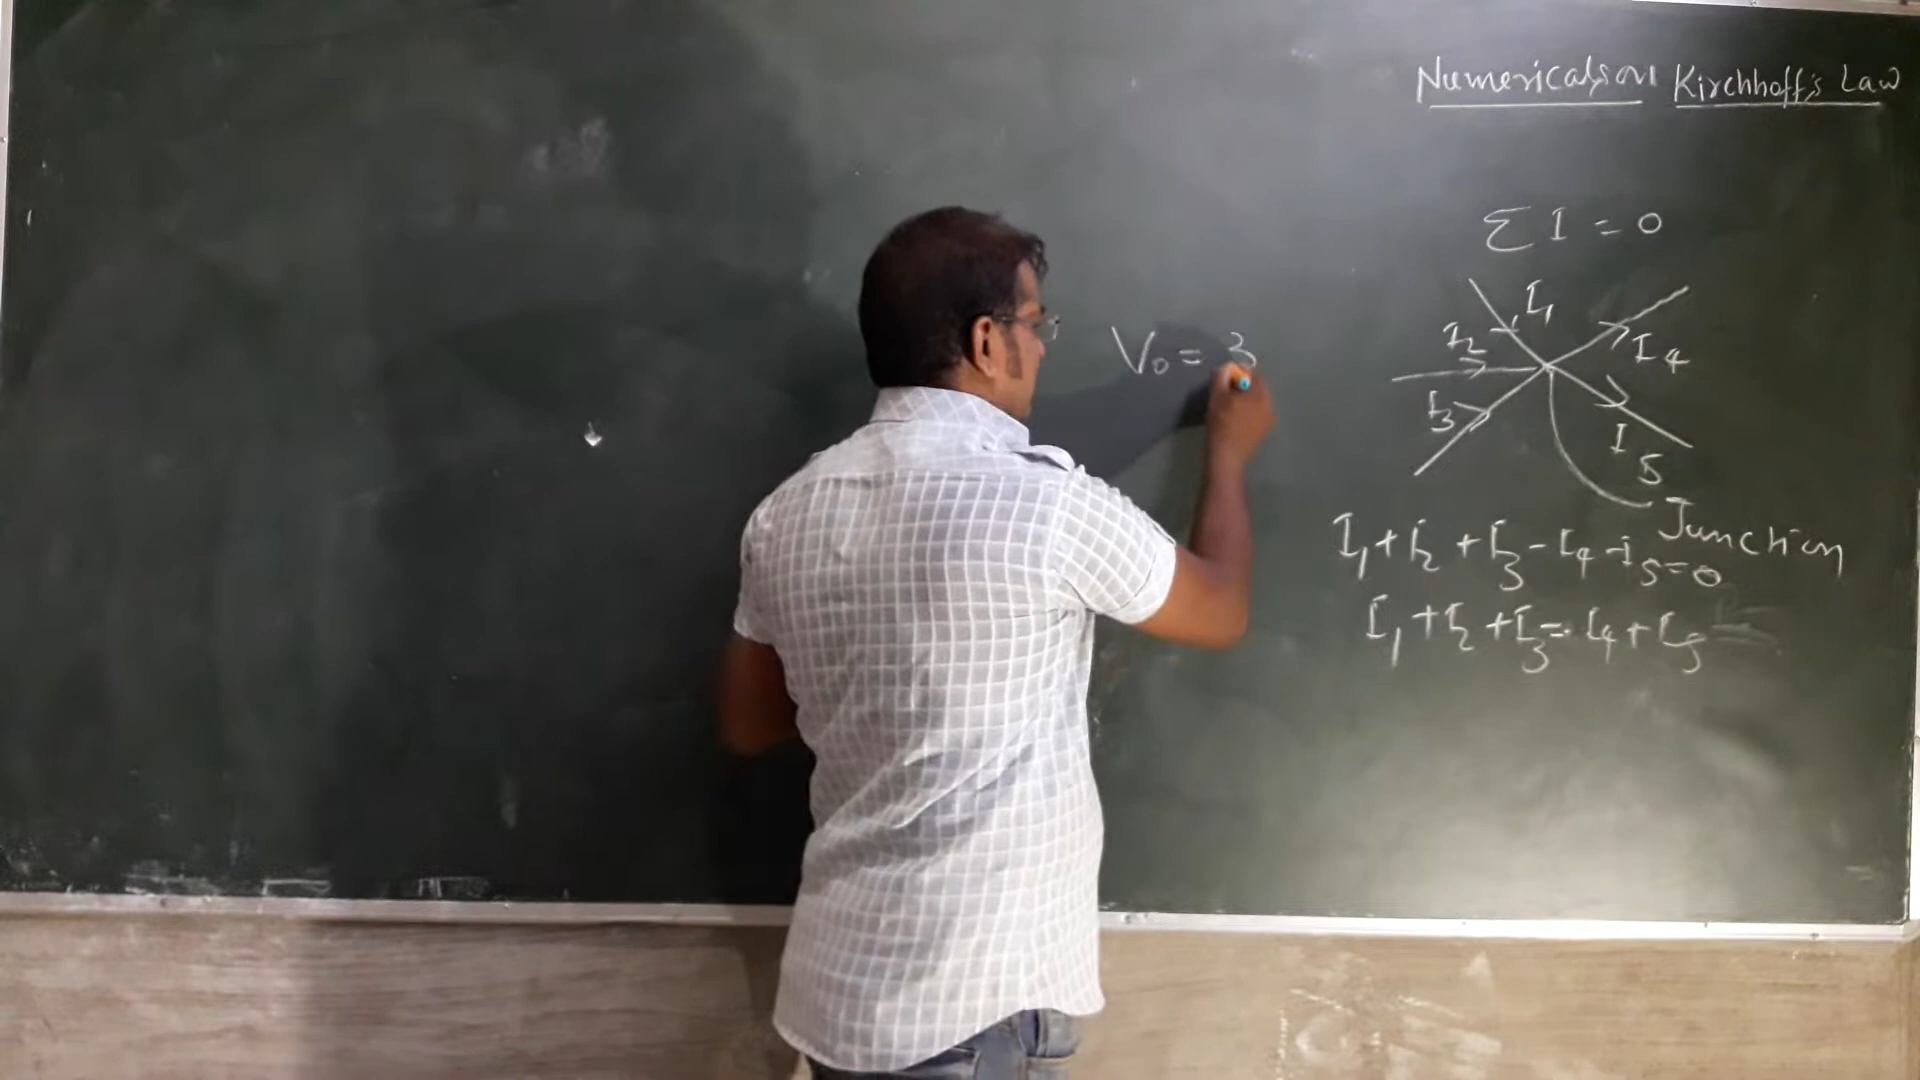 Numericals on Kirchhoff's Law
Σ I = 0
I₁
I₂
I₃
I₄
I₅
Junction
V₀ = 3
I₁ + I₂ + I₃ - I₄ - I₅ = 0
I₁ + I₂ + I₃ = I₄ + I₅